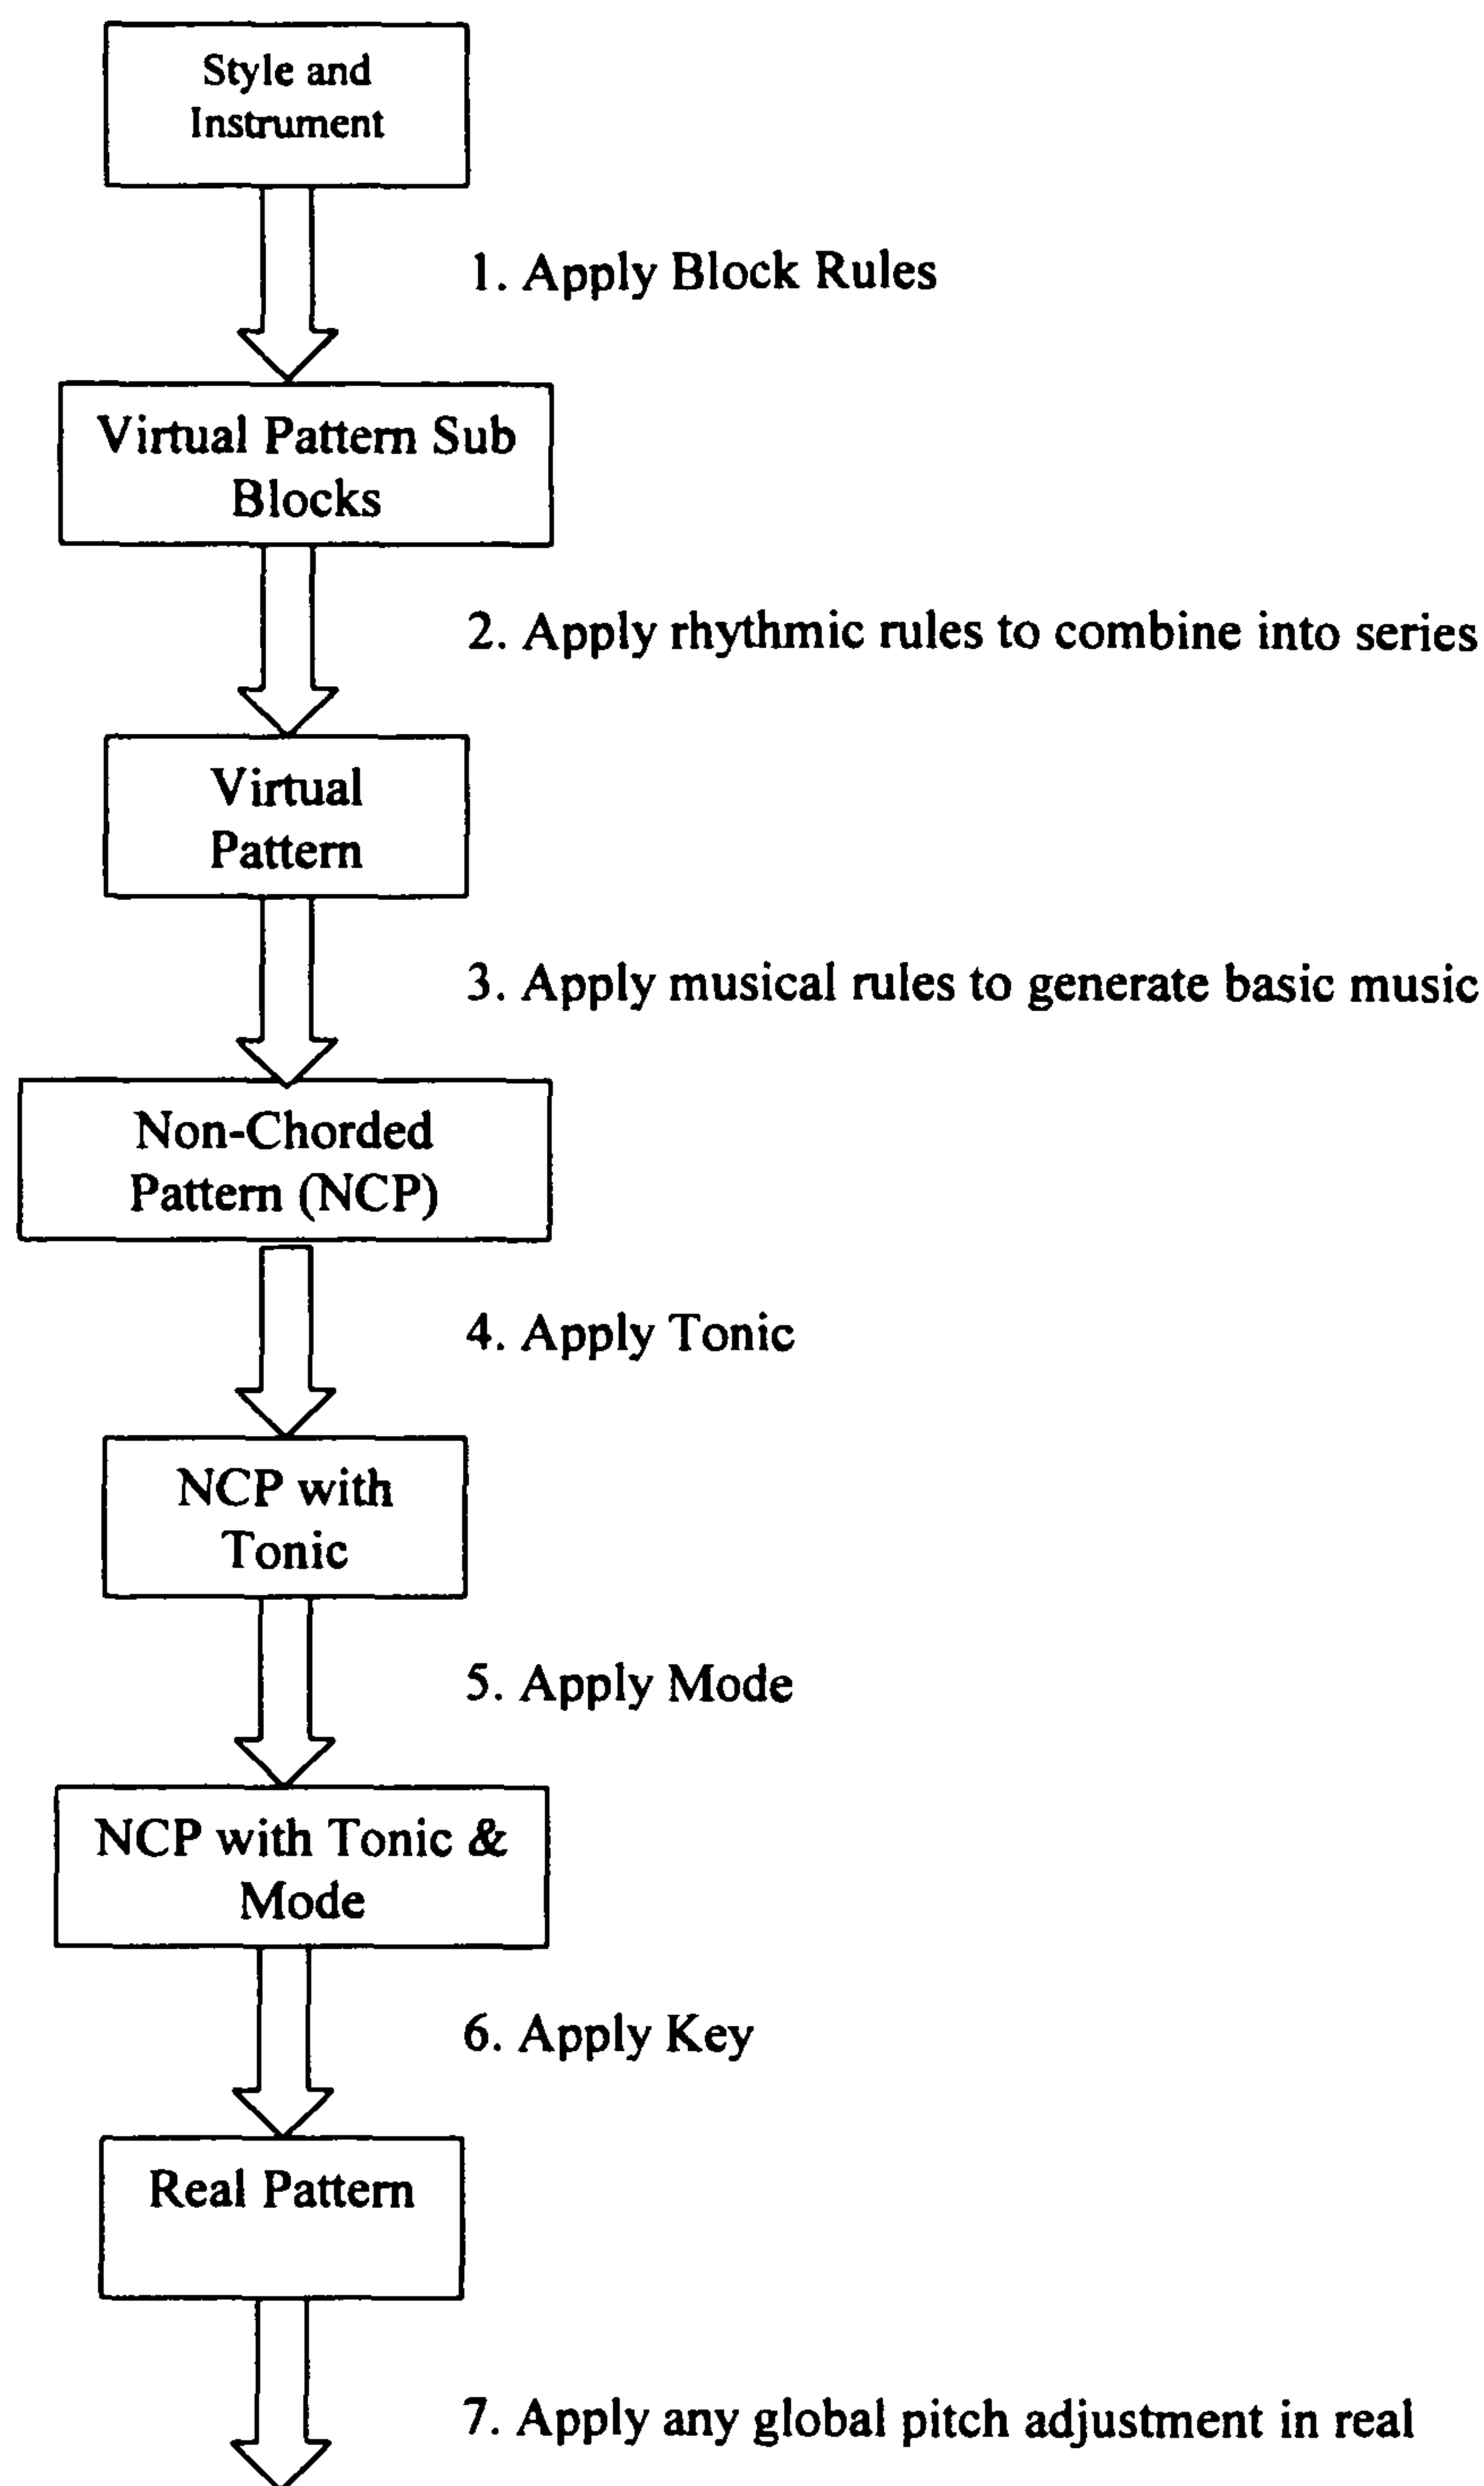 Style and
Instrument
1. Apply Block Rules
Virtual Pattern Sub
Blocks
2. Apply rhythmic rules to combine into series
Virtual
Pattern
3. Apply musical rules to generate basic music
Non-Chorded
Pattern (NCP)
4. Apply Tonic
NCP with
Tonic
5. Apply Mode
NCP with Tonic &
Mode
6. Apply Key
Real Pattern
7. Apply any global pitch adjustment in real